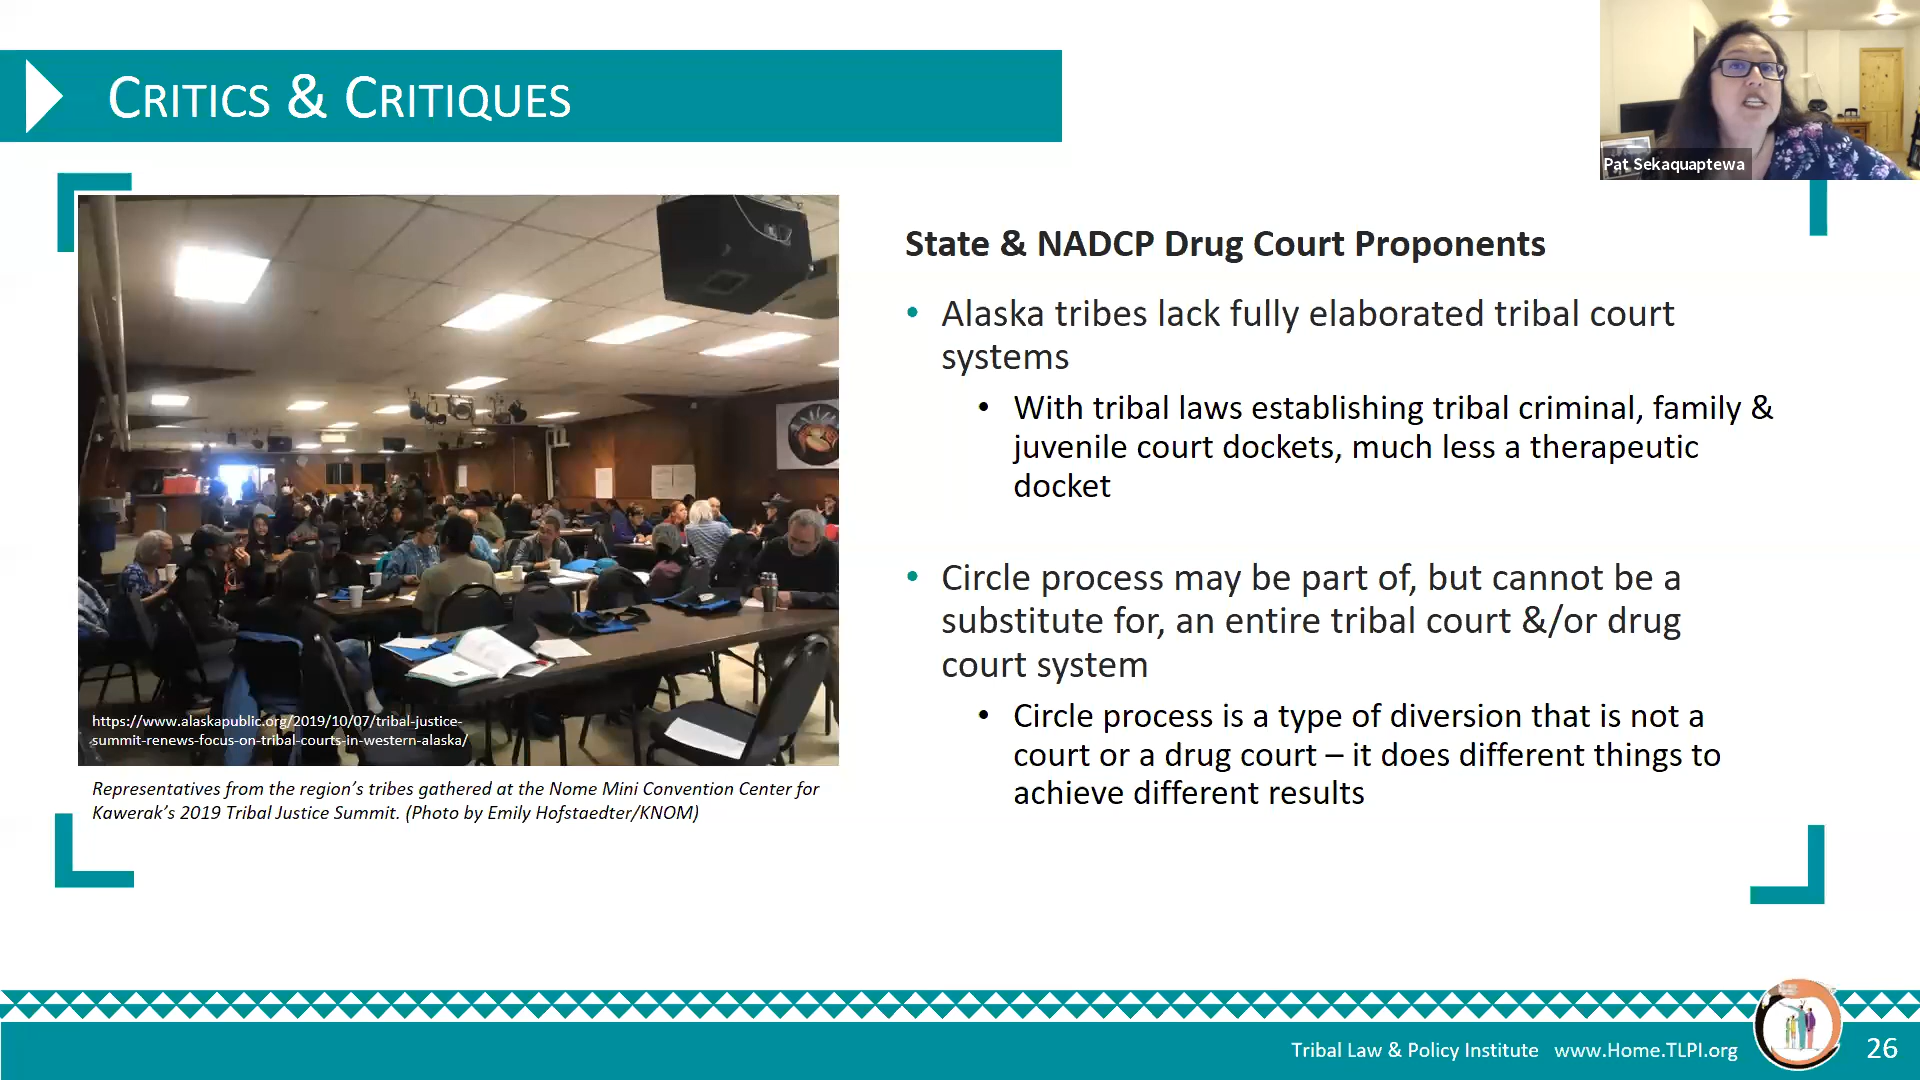 CRITICS & CRITIQUES
Pat Sekaquaptewa
State & NADCP Drug Court Proponents
• Alaska tribes lack fully elaborated tribal court
systems
• With tribal laws establishing tribal criminal, family &
juvenile court dockets, much less a therapeutic
docket
• Circle process may be part of, but cannot be a
substitute for, an entire tribal court &/or drug
court system
• Circle process is a type of diversion that is not a
court or a drug court – it does different things to
achieve different results
https://www.alaskapublic.org/2019/10/07/tribal-justice-
summit-renews-focus-on-tribal-courts-in-western-alaska/
Representatives from the region’s tribes gathered at the Nome Mini Convention Center for
Kawerak’s 2019 Tribal Justice Summit. (Photo by Emily Hofstaedter/KNOM)
Tribal Law & Policy Institute www.Home.TLPI.org
26